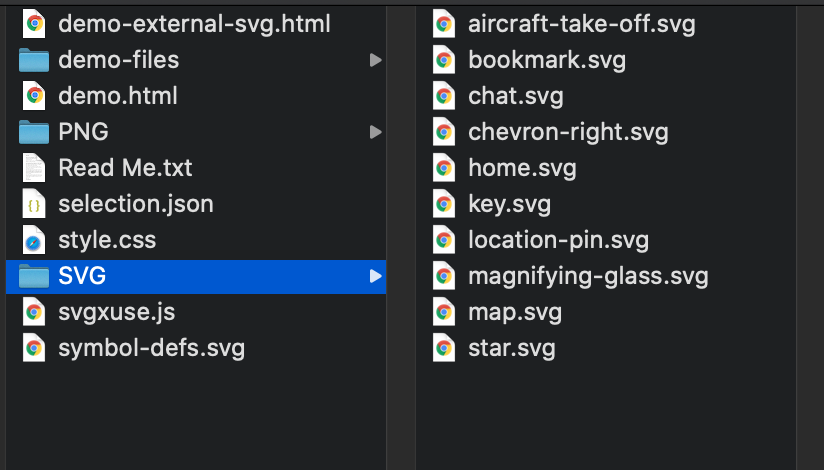 demo-external-svg.html
demo-files
demo.html
PNG
Read Me.txt
selection.json
style.css
SVG
svgxuse.js
symbol-defs.svg
aircraft-take-off.svg
bookmark.svg
chat.svg
chevron-right.svg
home.svg
key.svg
location-pin.svg
magnifying-glass.svg
map.svg
star.svg